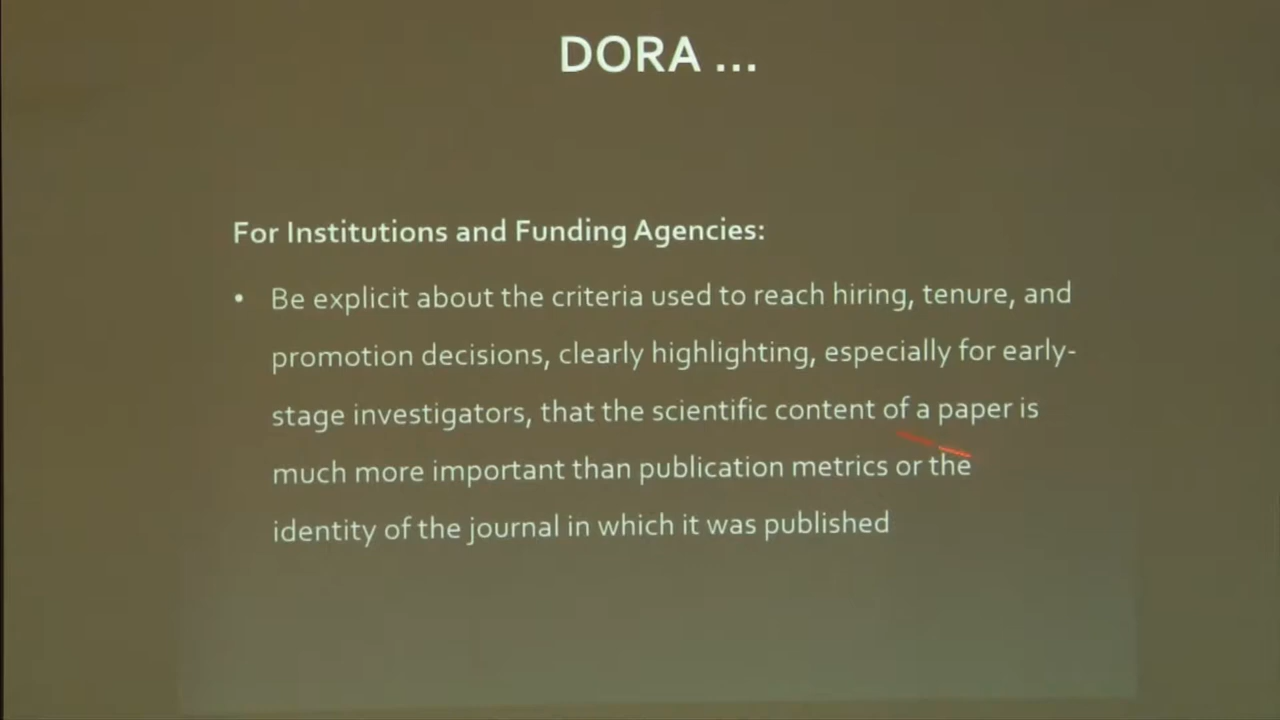 DORA ...
For Institutions and Funding Agencies:
• Be explicit about the criteria used to reach hiring, tenure, and
promotion decisions, clearly highlighting, especially for early-
stage investigators, that the scientific content of a paper is
much more important than publication metrics or the
identity of the journal in which it was published